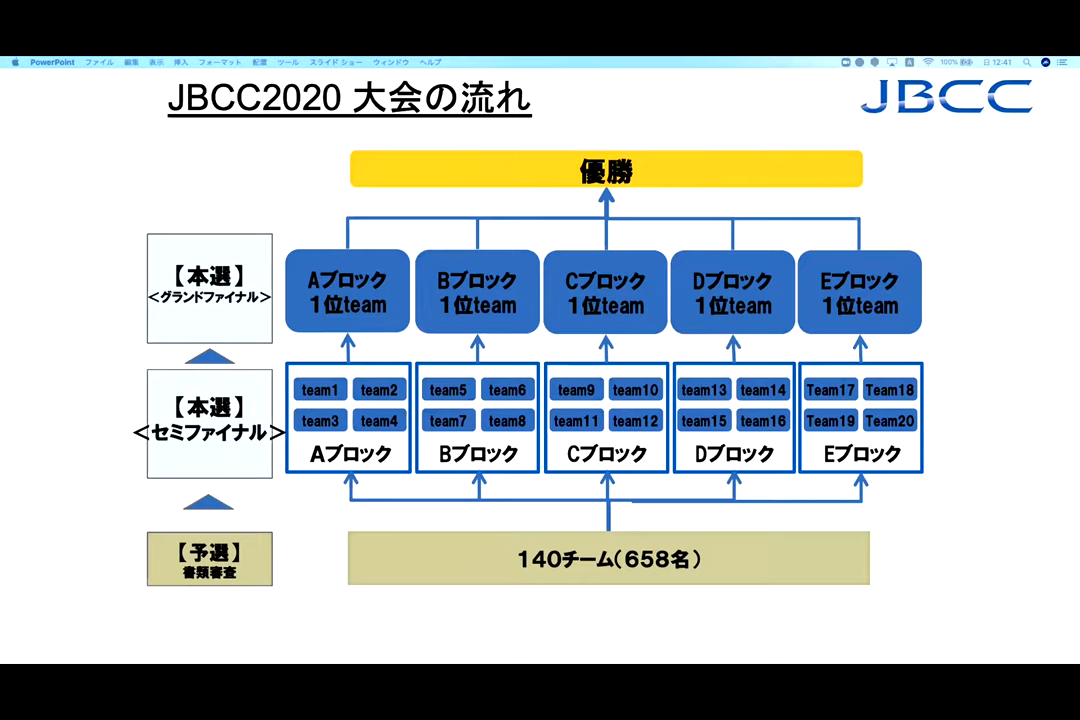 PowerPoint ファイル 編集 表示 挿入 フォーマット 配置 ツール スライド ショー ウィンドウ ヘルプ
100% 日 12:41
JBCC2020 大会の流れ
JBCC
優勝
【本選】
<グランドファイナル>
Aブロック
1位team
Bブロック
1位team
Cブロック
1位team
Dブロック
1位team
Eブロック
1位team
【本選】
<セミファイナル>
team1 team2
team3 team4
Aブロック
team5 team6
team7 team8
Bブロック
team9 team10
team11 team12
Cブロック
team13 team14
team15 team16
Dブロック
Team17 Team18
Team19 Team20
Eブロック
【予選】
書類審査
140チーム(658名)